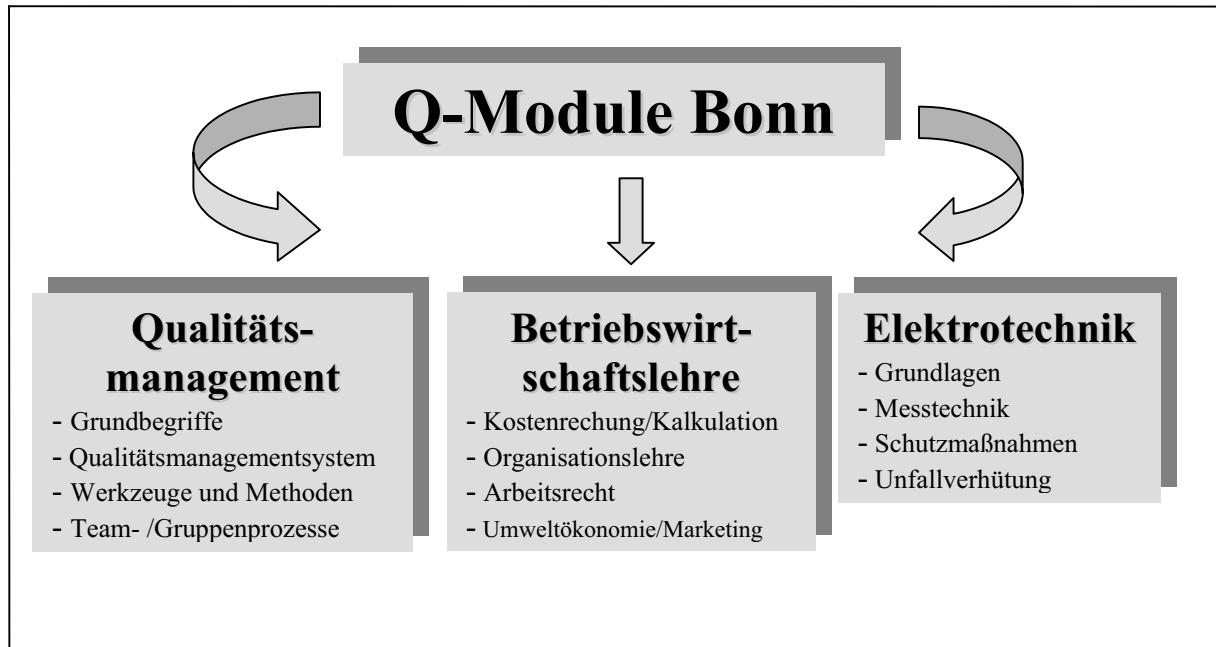 Q-Module Bonn
Qualitäts-
management
- Grundbegriffe
- Qualitätsmanagementsystem
- Werkzeuge und Methoden
- Team- /Gruppenprozesse
Betriebswirt-
schaftslehre
- Kostenrechung/Kalkulation
- Organisationslehre
- Arbeitsrecht
- Umweltökonomie/Marketing
Elektrotechnik
- Grundlagen
- Messtechnik
- Schutzmaßnahmen
- Unfallverhütung